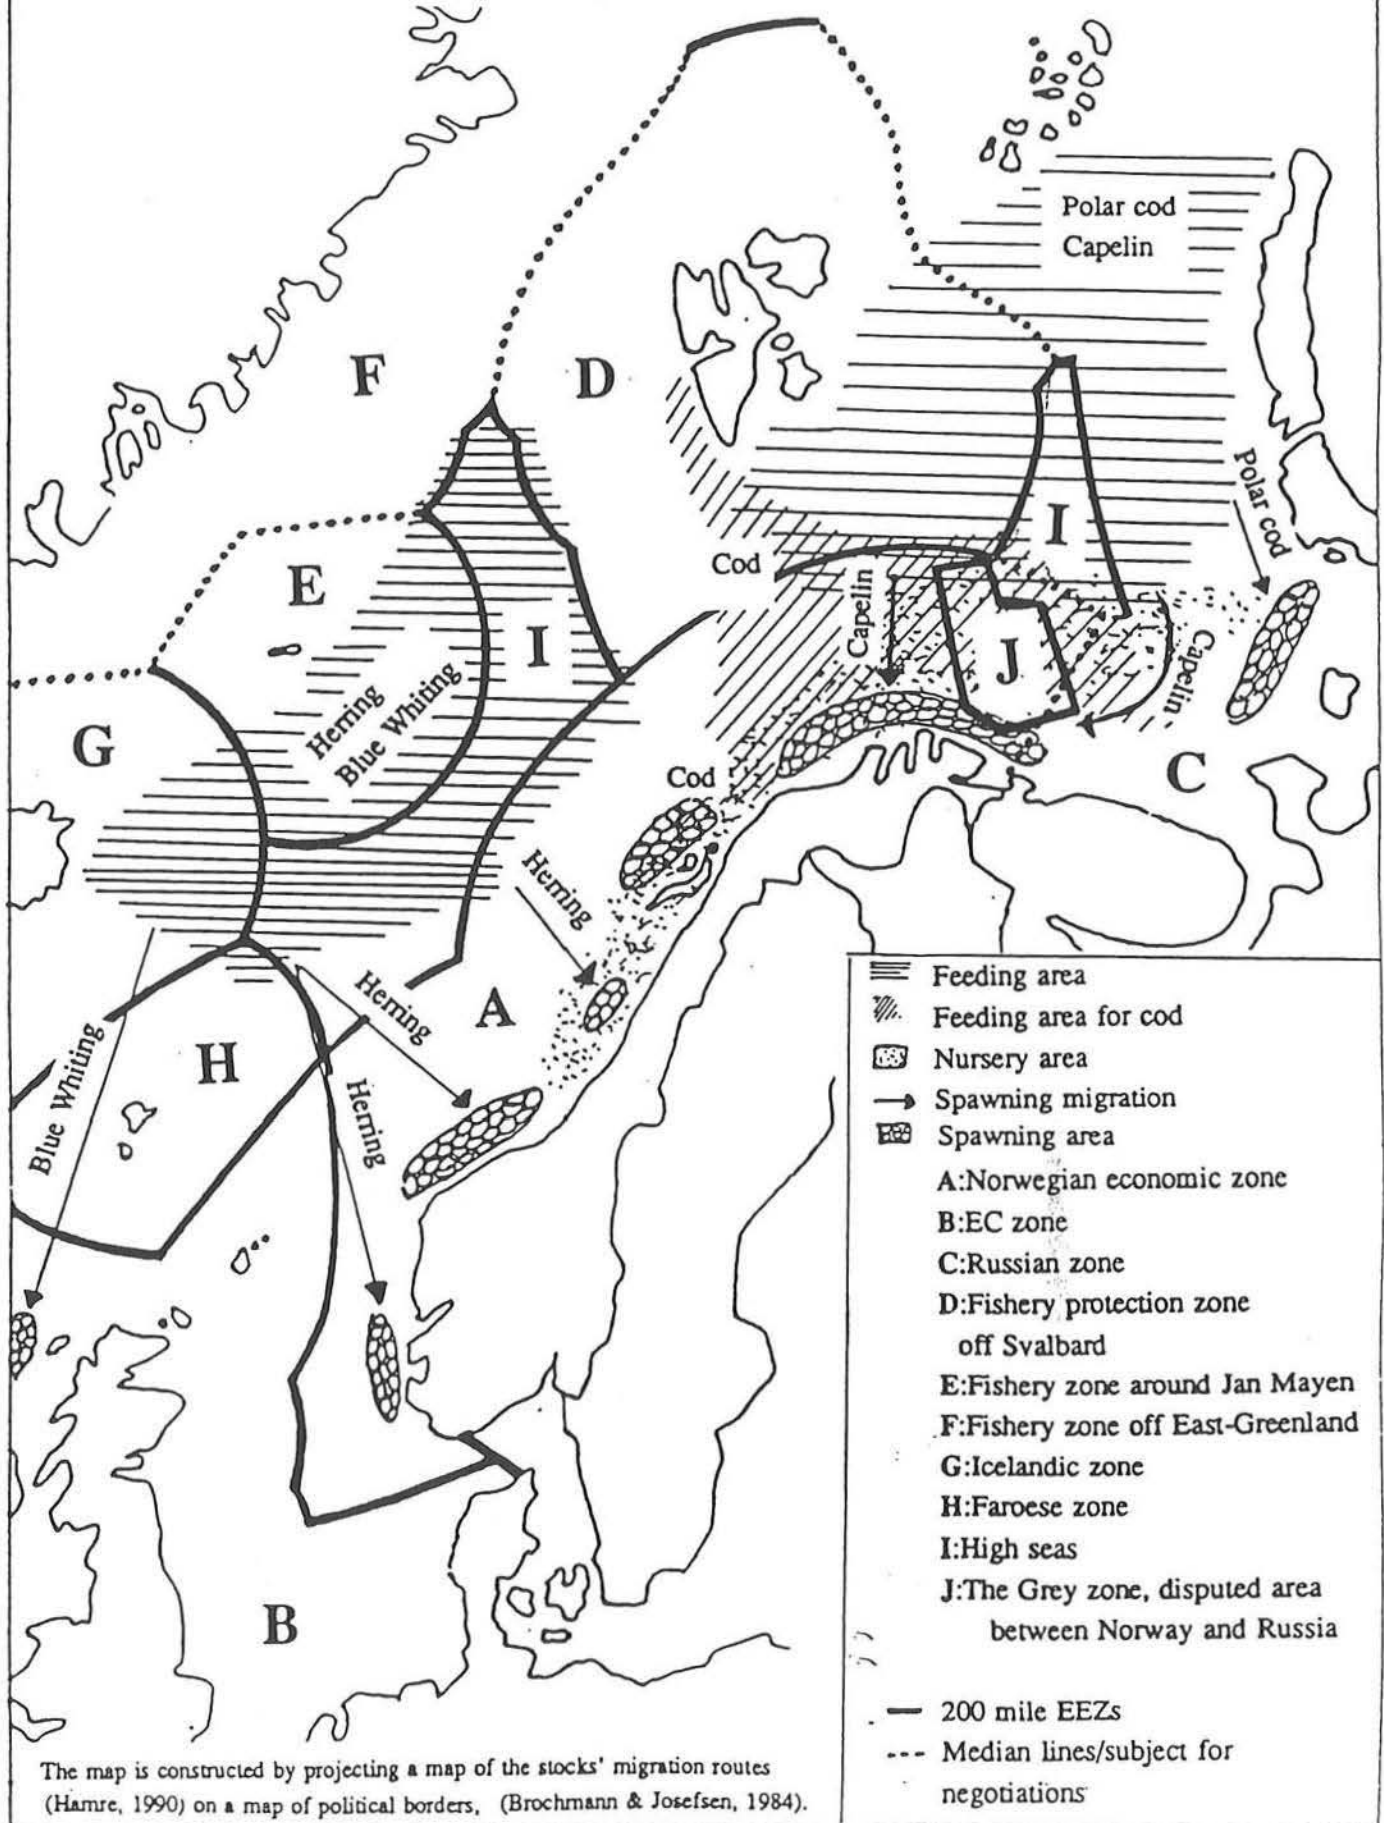 Polar cod
Capelin
F
D
Polar cod
I
Cod
E
Capelin
I
J
Capelin
Herring
Blue Whiting
G
C
Cod
Herring
Herring
A
H
Blue Whiting
Herring
B
Feeding area
Feeding area for cod
Nursery area
Spawning migration
Spawning area
A:Norwegian economic zone
B:EC zone
C:Russian zone
D:Fishery protection zone
off Svalbard
E:Fishery zone around Jan Mayen
F:Fishery zone off East-Greenland
G:Icelandic zone
H:Faroese zone
I:High seas
J:The Grey zone, disputed area
between Norway and Russia
200 mile EEZs
Median lines/subject for
negotiations
The map is constructed by projecting a map of the stocks' migration routes
(Hamre, 1990) on a map of political borders, (Brochmann & Josefsen, 1984).